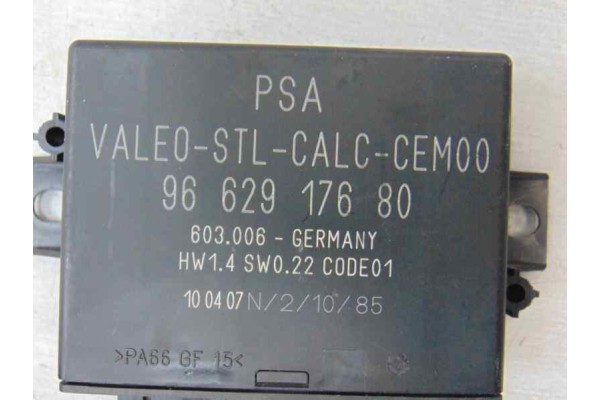 PSA
VALEO-STL-CALC-CEM00
96 629 176 80
603.006 - GERMANY
HW1.4 SW0.22 CODE01
10 04 07 N/2/10/85
>PA66 GF 15<